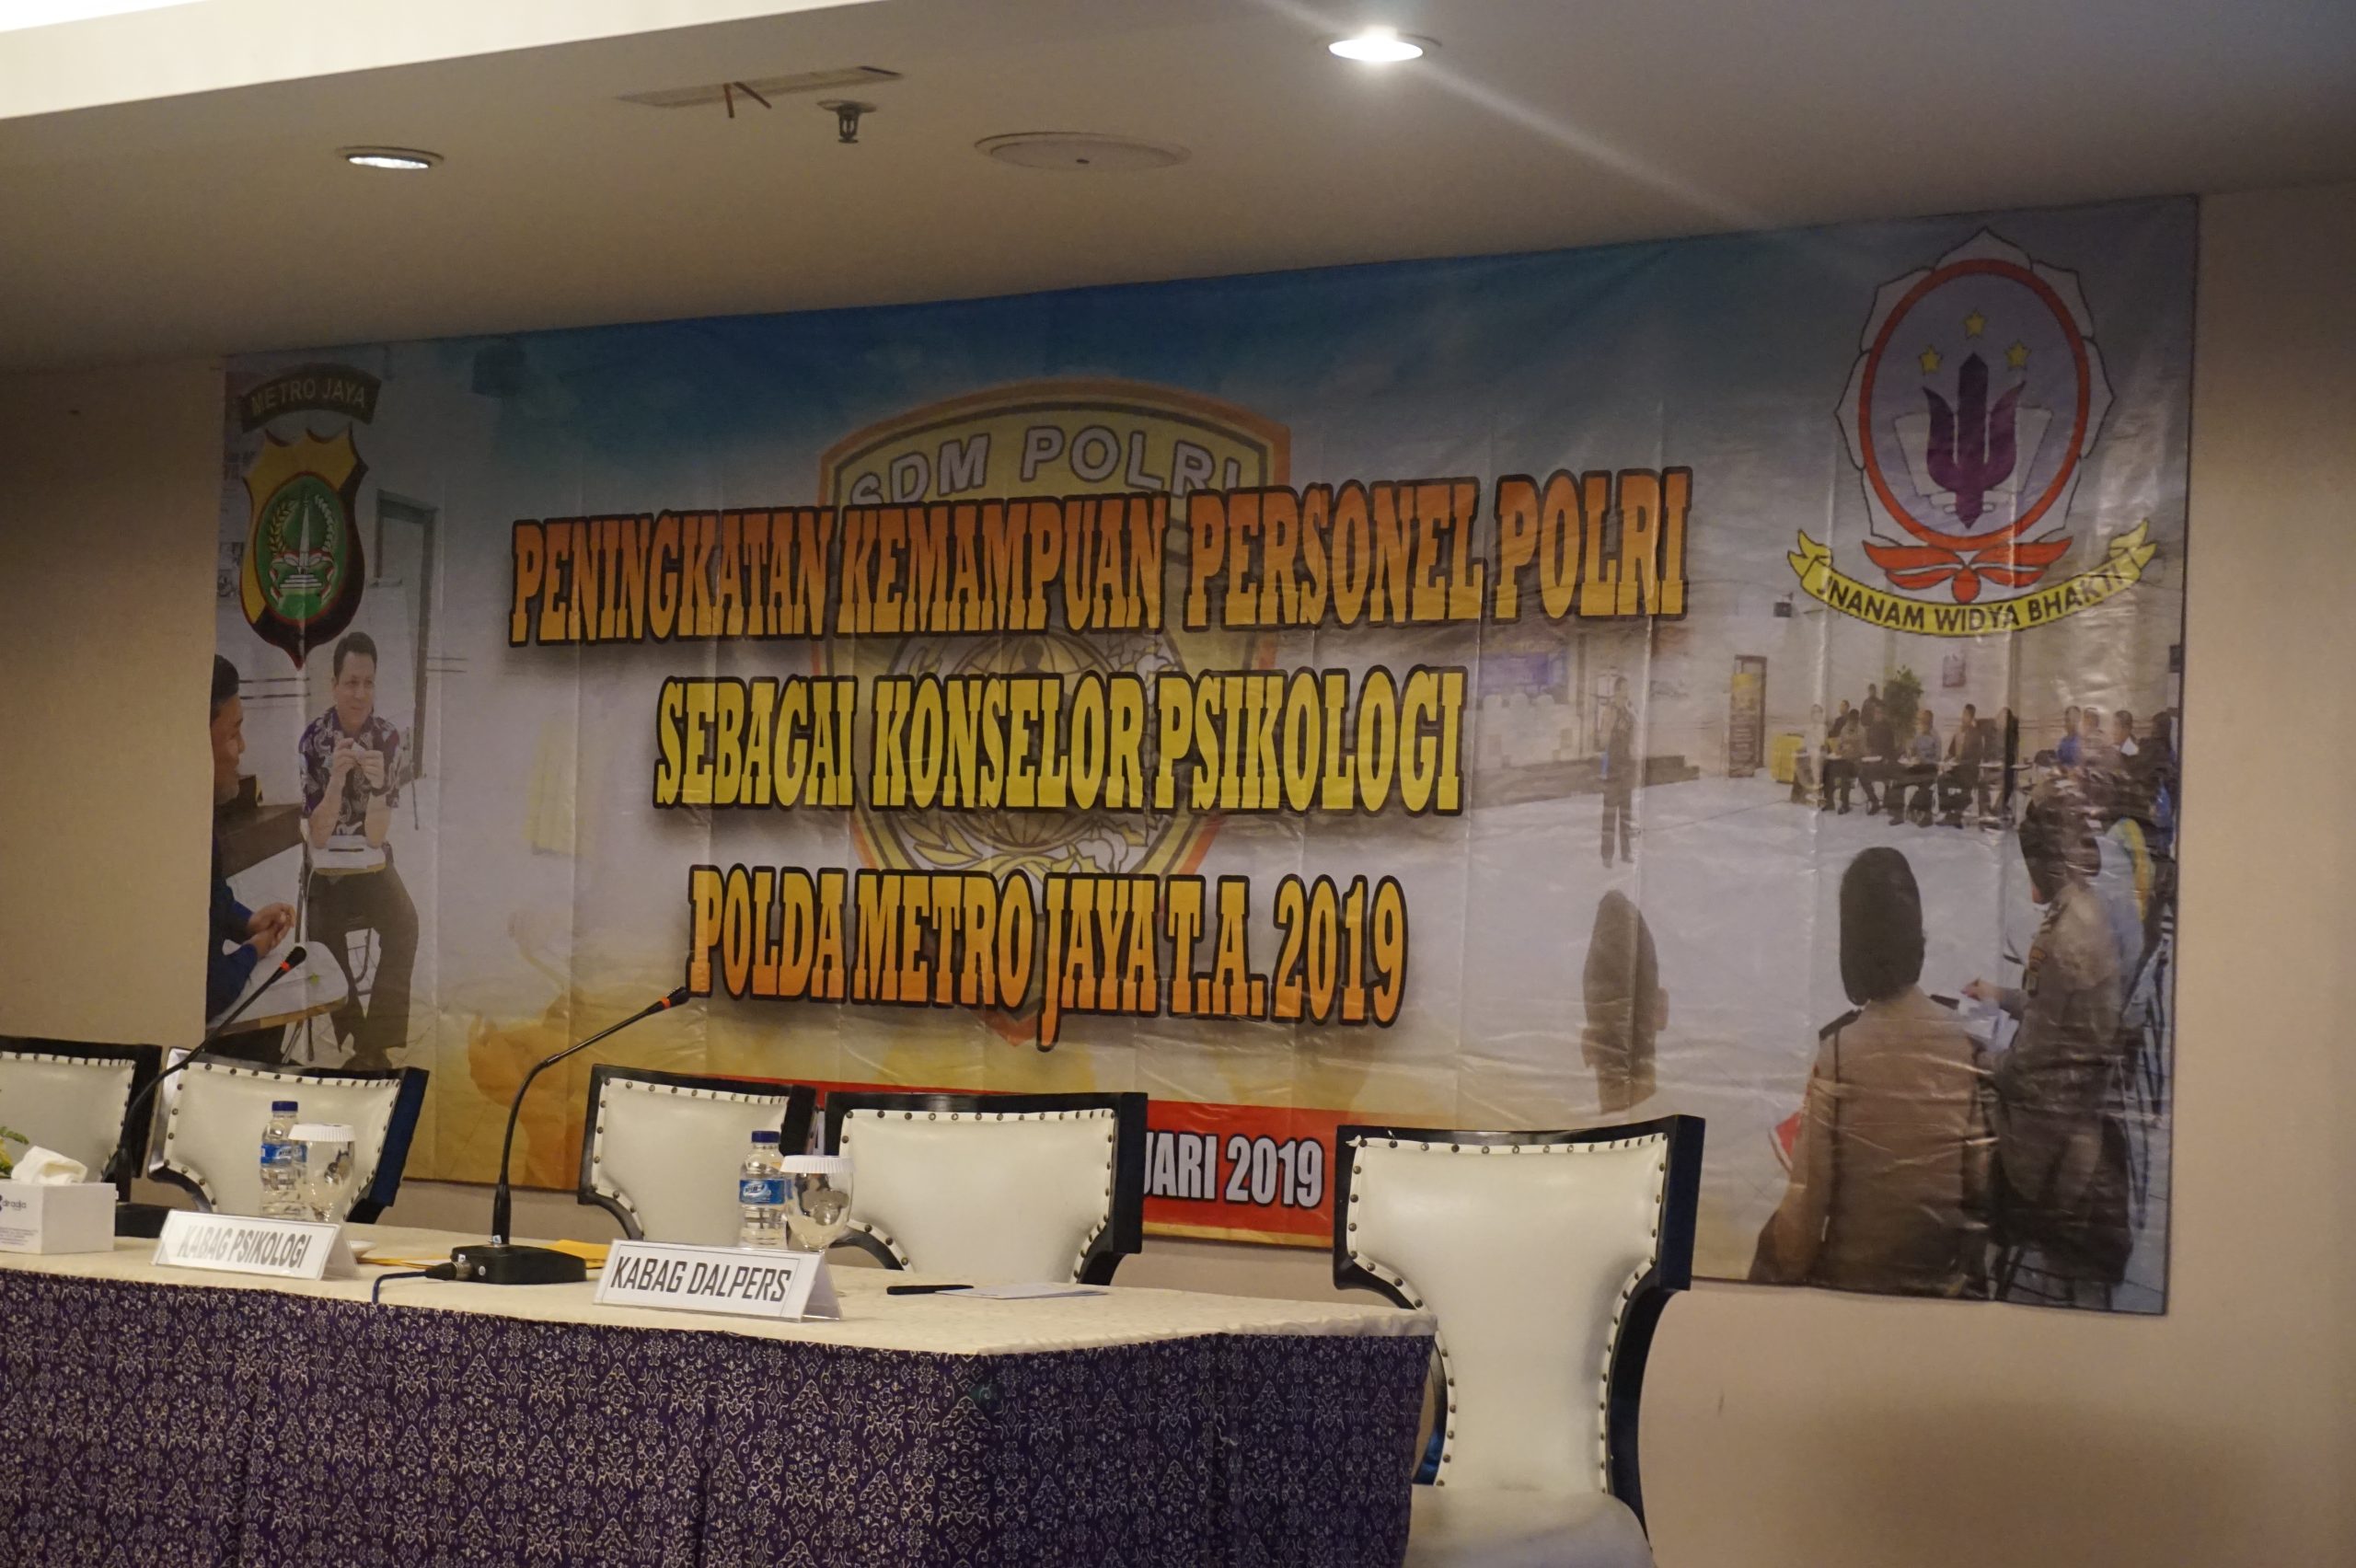 METRO JAYA
SDM POLRI
PENINGKATAN KEMAMPUAN PERSONEL POLRI
SEBAGAI KONSELOR PSIKOLOGI
POLDA METRO JAYA T.A. 2019
JNANAM WIDYA BHAKTI
UARI 2019
KABAG PSIKOLOGI
KABAG DALPERS